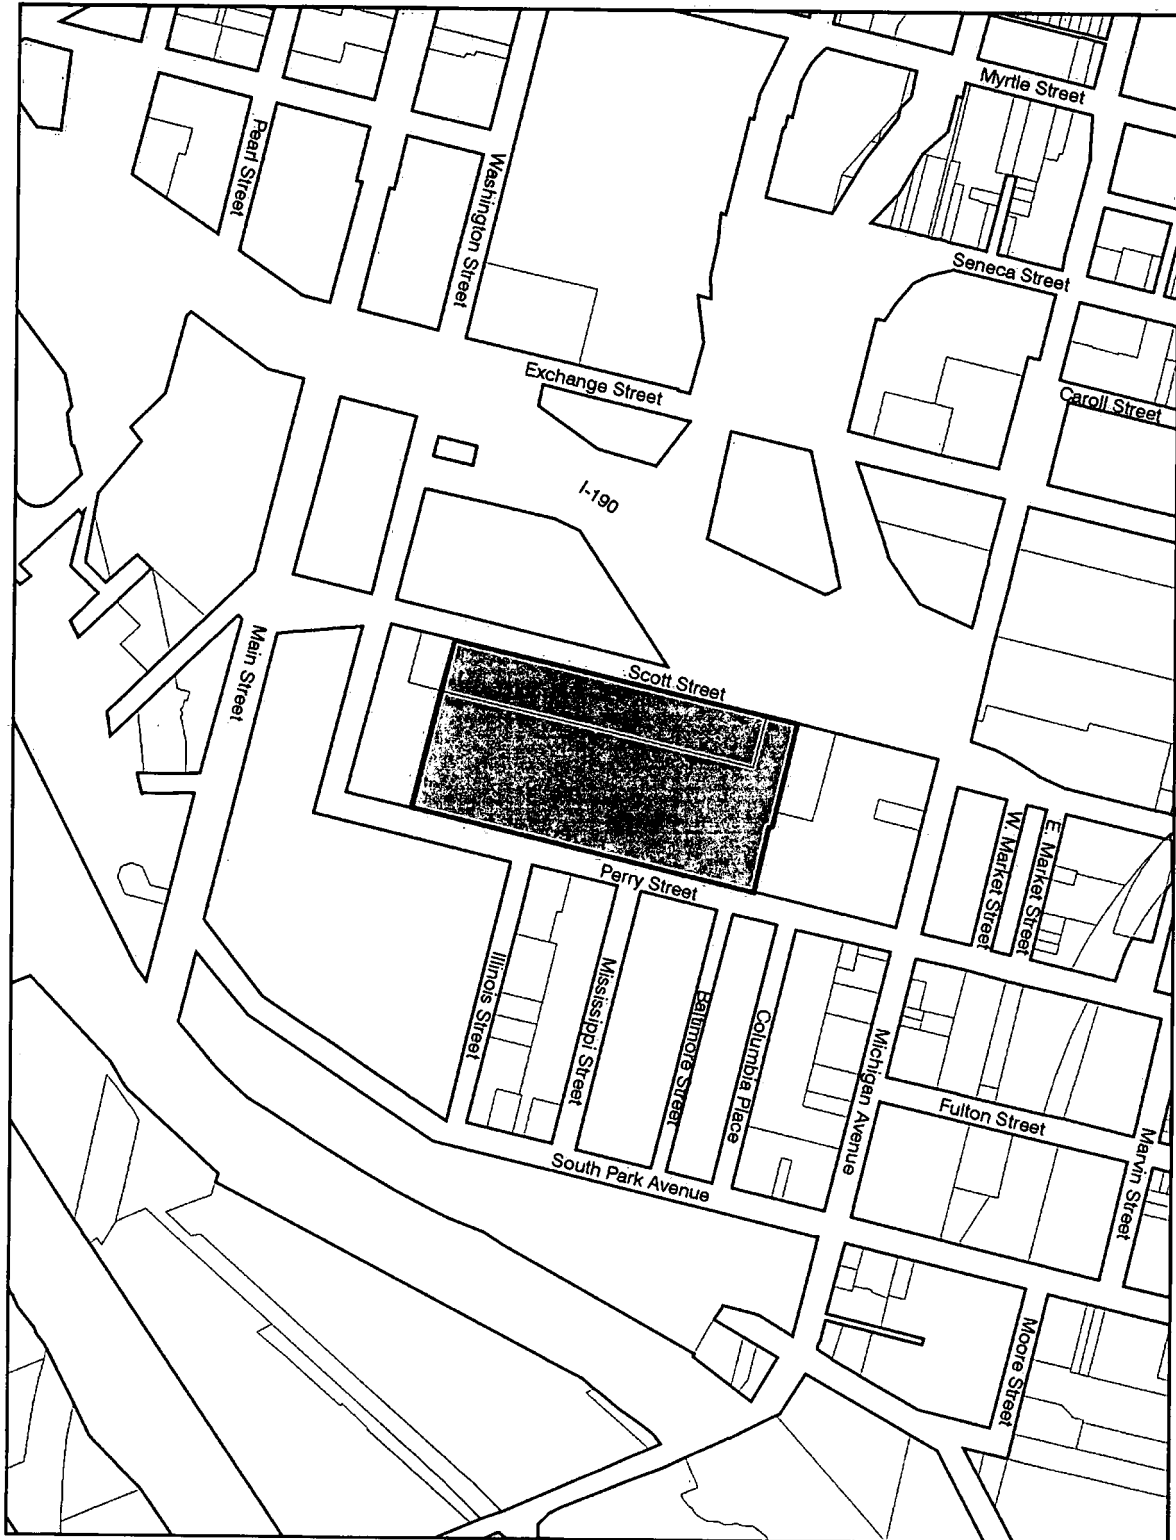 Myrtle Street
Pearl Street
Washington Street
Seneca Street
Exchange Street
Caroll Street
I-190
Main Street
Scott Street
W. Market Street
E. Market Street
Perry Street
Illinois Street
Mississippi Street
Baltimore Street
Columbia Place
Michigan Avenue
Fulton Street
Marvin Street
South Park Avenue
Moore Street